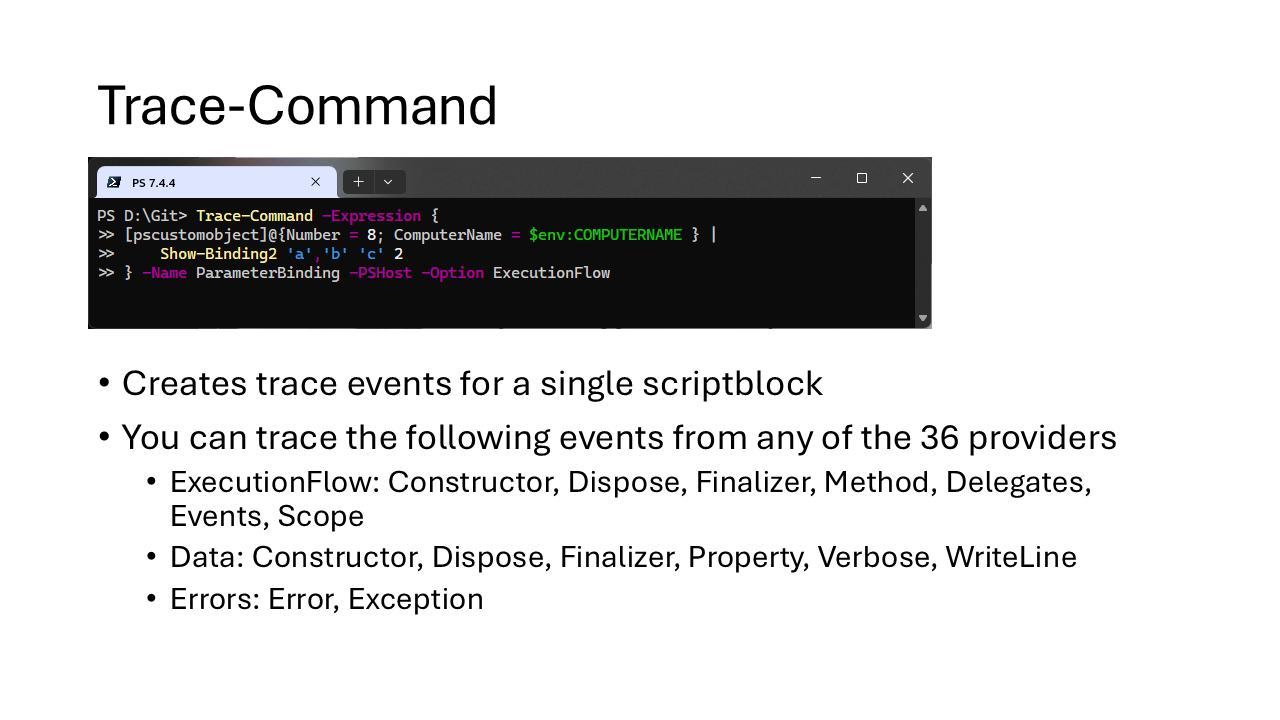 Trace-Command
PS 7.4.4
PS D:\Git> Trace-Command -Expression {
>> [pscustomobject]@{Number = 8; ComputerName = $env:COMPUTERNAME } |
>>     Show-Binding2 'a','b' 'c' 2
>> } -Name ParameterBinding -PSHost -Option ExecutionFlow
• Creates trace events for a single scriptblock
• You can trace the following events from any of the 36 providers
• ExecutionFlow: Constructor, Dispose, Finalizer, Method, Delegates,
Events, Scope
• Data: Constructor, Dispose, Finalizer, Property, Verbose, WriteLine
• Errors: Error, Exception